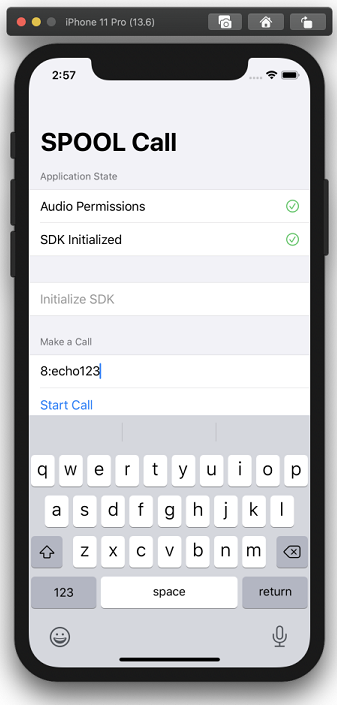 iPhone 11 Pro (13.6)
2:57
SPOOL Call
Application State
Audio Permissions
SDK Initialized
Initialize SDK
Make a Call
8:echo123
Start Call
q w e r t y u i o p
a s d f g h j k l
z x c v b n m
123 space return